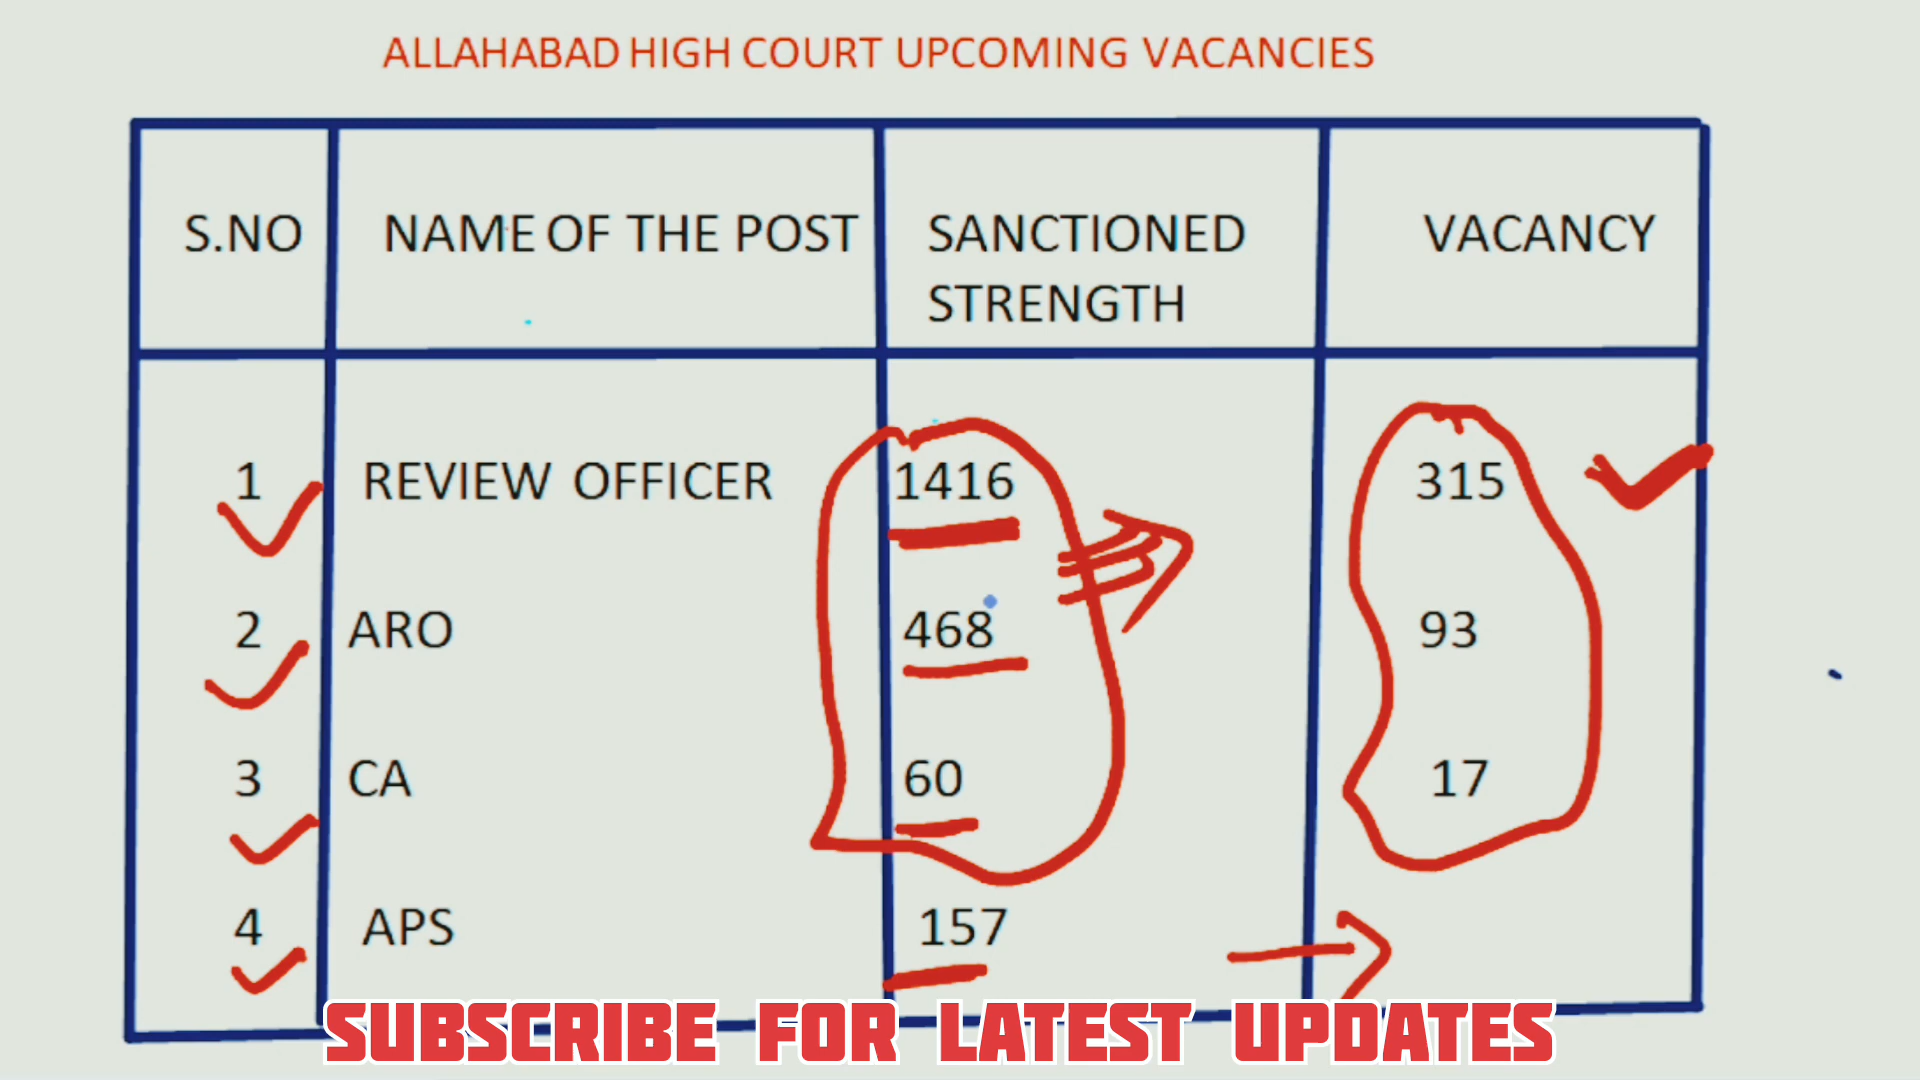 ALLAHABAD HIGH COURT UPCOMING VACANCIES
S.NO NAME OF THE POST SANCTIONED STRENGTH VACANCY
1 REVIEW OFFICER 1416 315
2 ARO 468 93
3 CA 60 17
4 APS 157
SUBSCRIBE FOR LATEST UPDATES